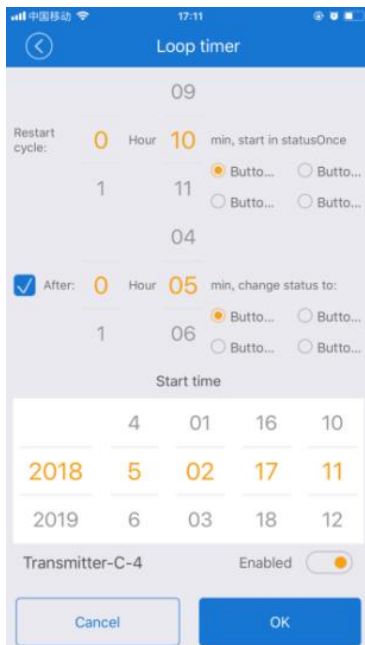 中国移动 17:11
Loop timer
09
Restart cycle: 0 Hour 10 min, start in statusOnce
1 11
Butto... Butto...
Butto... Butto...
04
After: 0 Hour 05 min, change status to:
1 06
Butto... Butto...
Butto... Butto...
Start time
4 01 16 10
2018 5 02 17 11
2019 6 03 18 12
Transmitter-C-4 Enabled
Cancel OK